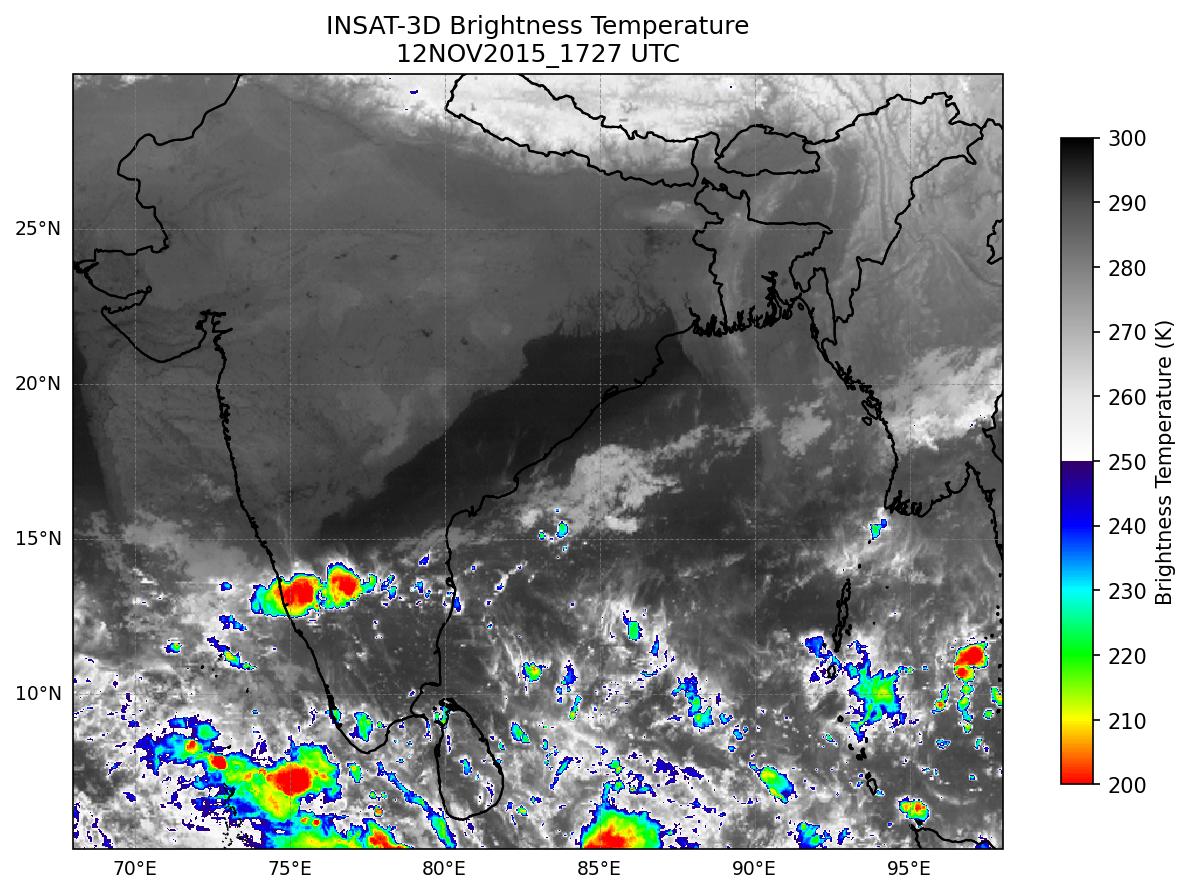 INSAT-3D Brightness Temperature
12NOV2015_1727 UTC
25°N
20°N
15°N
10°N
70°E
75°E
80°E
85°E
90°E
95°E
300
290
280
270
260
250
240
230
220
210
200
Brightness Temperature (K)